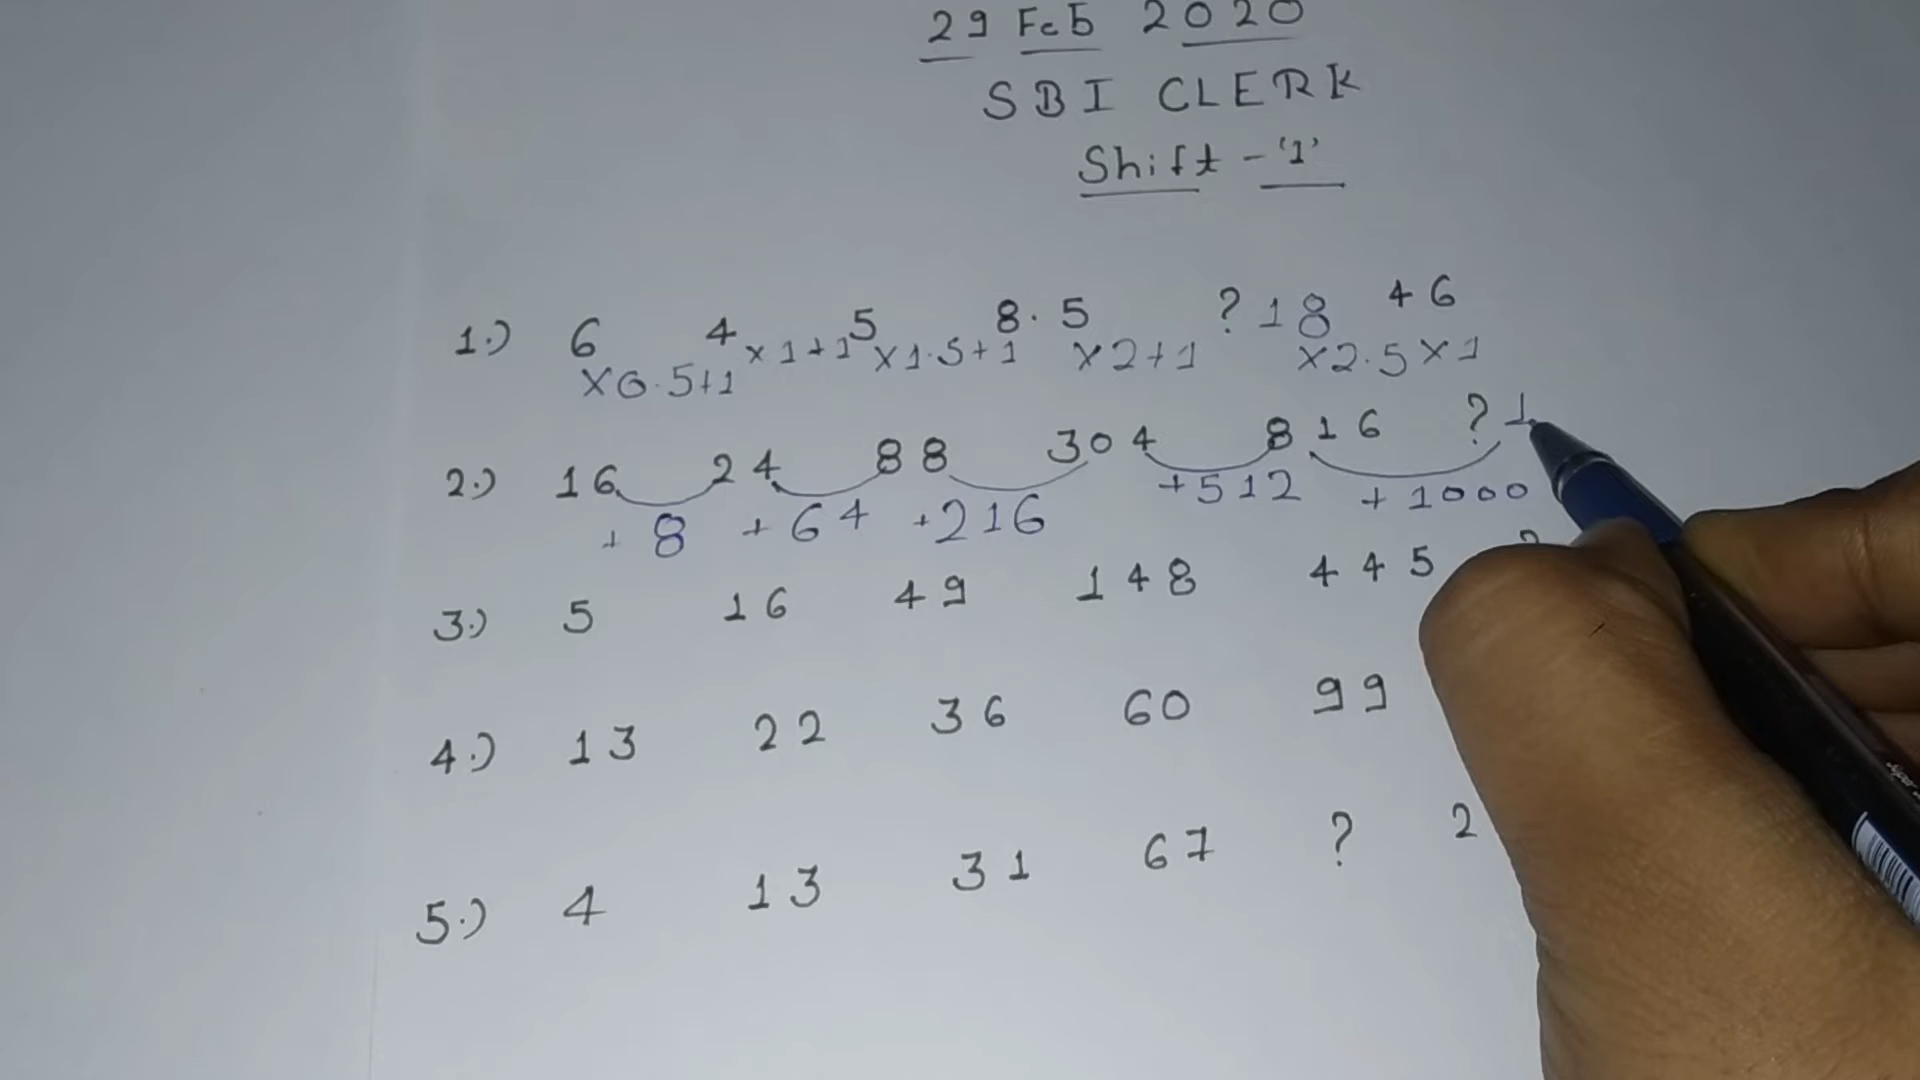 29 Feb 2020
SBI CLERK
Shift - '1'
1.) 6 4 5 8.5 ? 18 46
×0.5+1 ×1+1 ×1.5+1 ×2+1 ×2.5×1
2.) 16 24 88 304 816 ? 1
+8 +64 +216 +512 +1000
3.) 5 16 49 148 445
4.) 13 22 36 60 99
5.) 4 13 31 67 ? 2